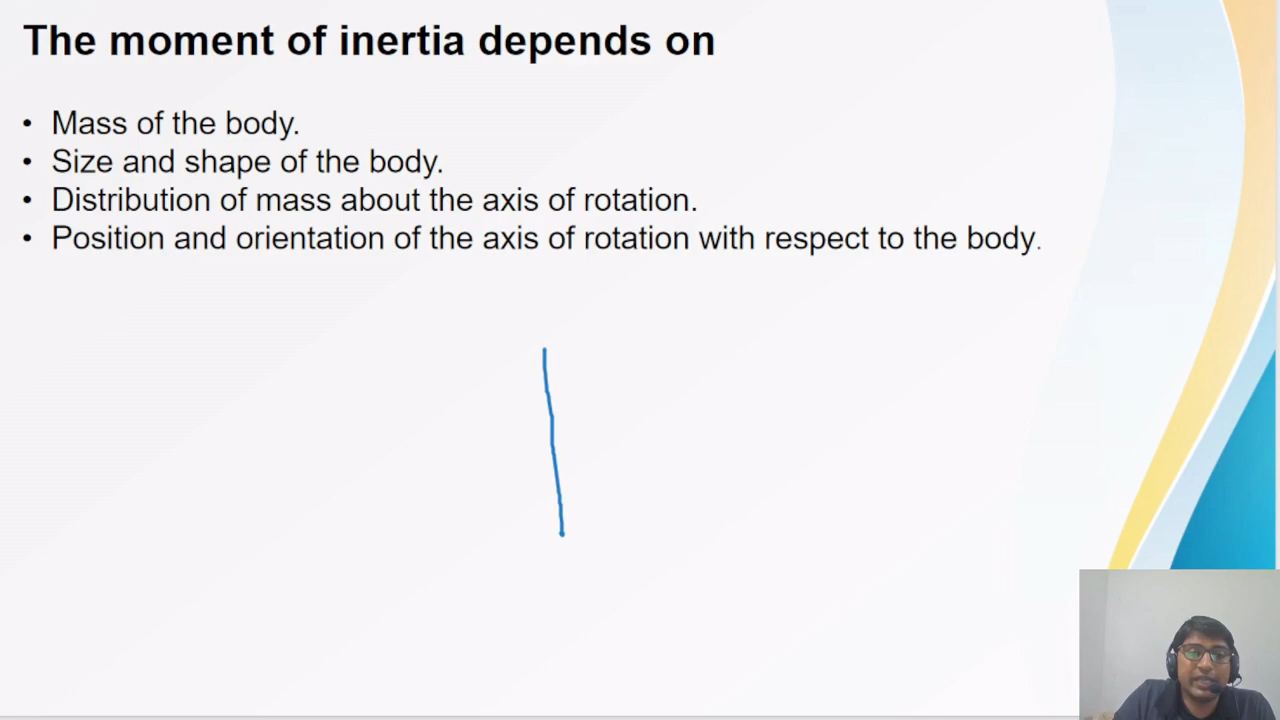 The moment of inertia depends on
• Mass of the body.
• Size and shape of the body.
• Distribution of mass about the axis of rotation.
• Position and orientation of the axis of rotation with respect to the body.